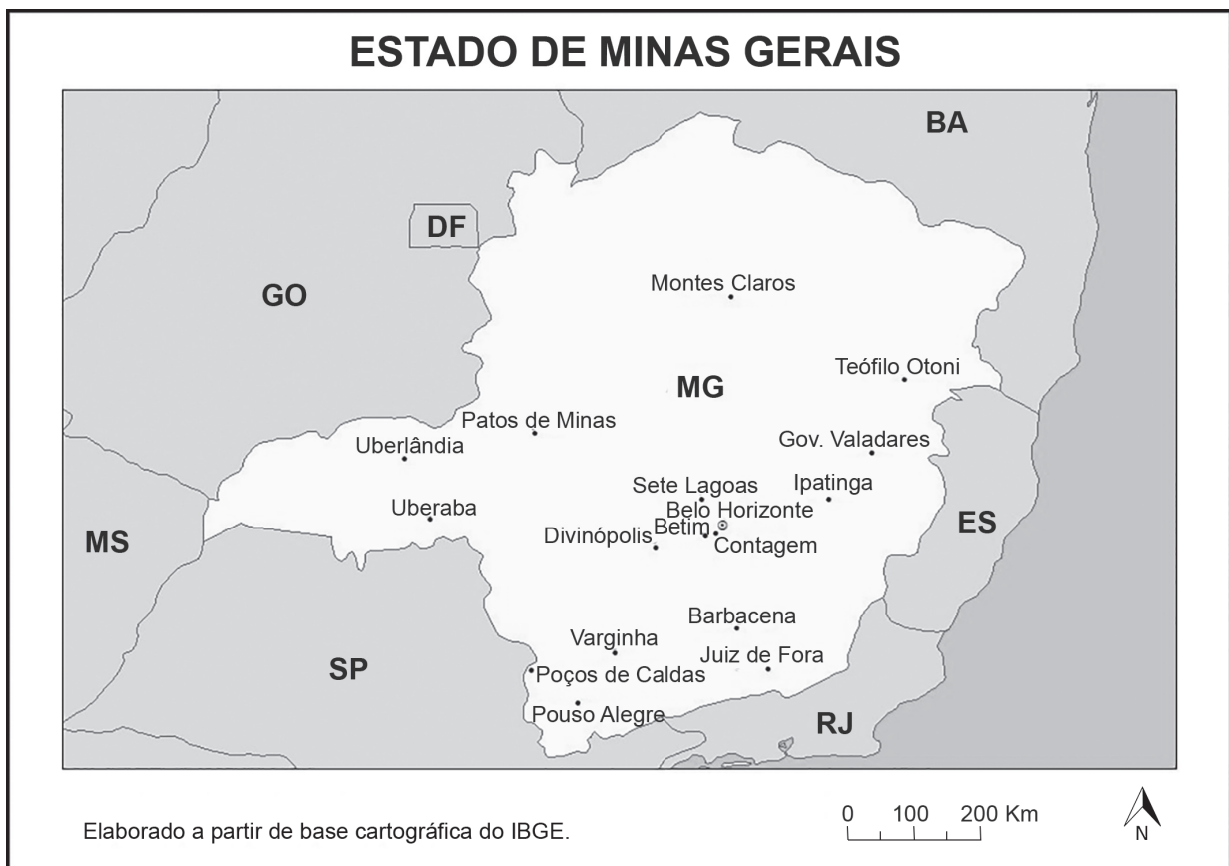 ESTADO DE MINAS GERAIS
BA
DF
GO
Montes Claros
Teófilo Otoni
MG
Patos de Minas
Uberlândia
Gov. Valadares
Sete Lagoas
Ipatinga
Uberaba
Belo Horizonte
MS
Divinópolis
Betim
Contagem
ES
Barbacena
Varginha
Juiz de Fora
SP
Poços de Caldas
Pouso Alegre
RJ
Elaborado a partir de base cartográfica do IBGE.
0 100 200 Km
N